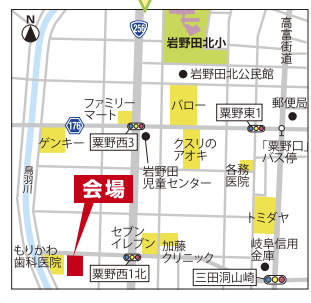 N
256
岩野田北小
高富街道
岩野田北公民館
ファミリー
マート
バロー
粟野東1
郵便局
176
ゲンキー
粟野西3
クスリの
アオキ
「粟野口」
バス停
岩野田
児童センター
各務
医院
鳥羽川
会場
トミダヤ
もりかわ
歯科医院
セブン
イレブン
加藤
クリニック
岐阜信用
金庫
粟野西1北
三田洞山崎